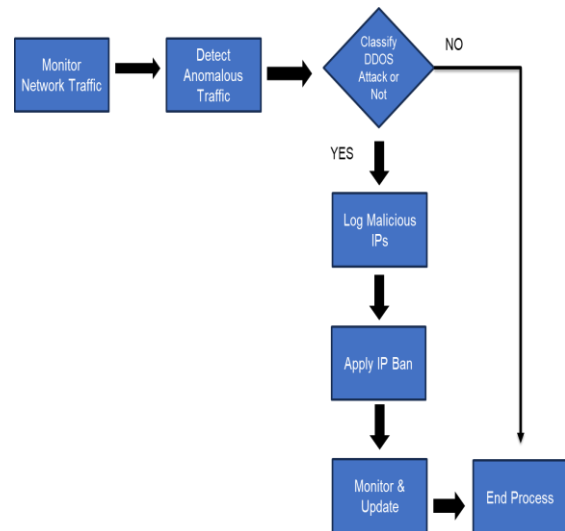 Monitor
Network Traffic
Detect
Anomalous
Traffic
Classify
DDOS
Attack or
Not
NO
YES
Log Malicious
IPs
Apply IP Ban
Monitor &
Update
End Process